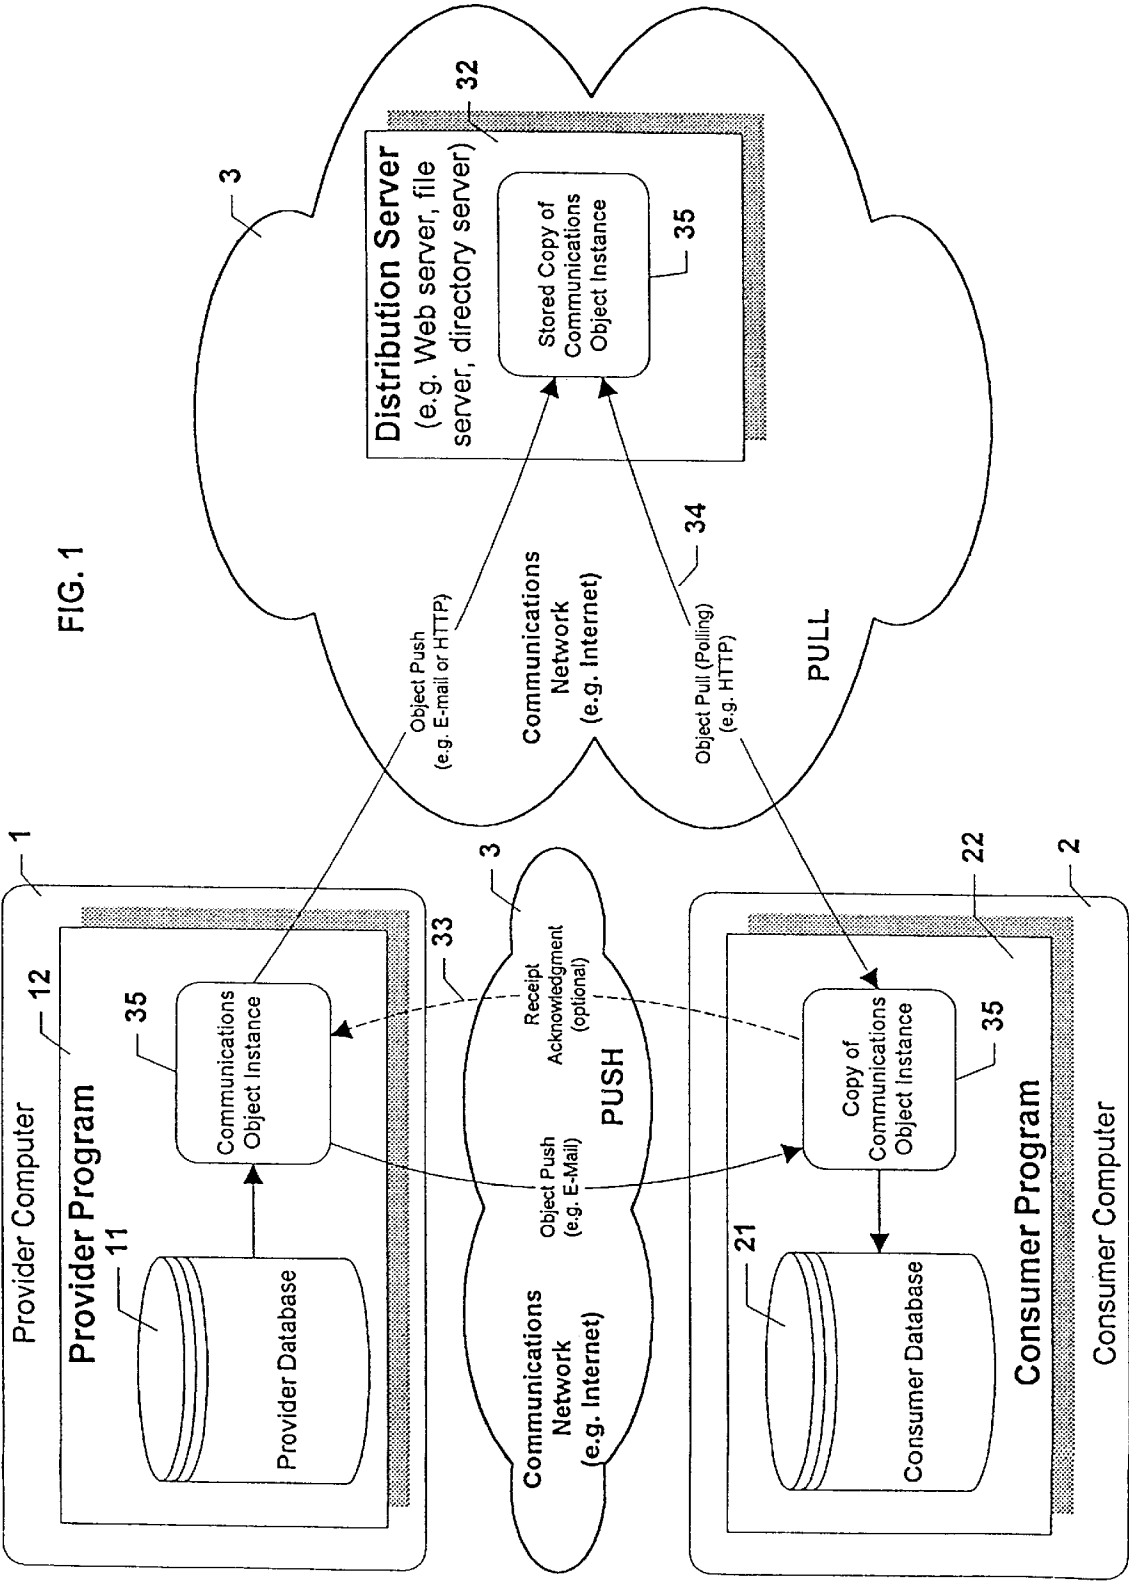 FIG. 1
Provider Computer
1
Provider Program
12
11
35
Provider Database
Communications
Object Instance
Object Push
(e.g. E-mail or HTTP)
3
Distribution Server
(e.g. Web server, file
server, directory server)
32
Stored Copy of
Communications
Object Instance
35
Communications
Network
(e.g. Internet)
34
Object Pull (Polling)
(e.g. HTTP)
PULL
3
33
Communications
Network
(e.g. Internet)
Object Push
(e.g. E-Mail)
Receipt
Acknowledgment
(optional)
PUSH
21
Consumer Database
Copy of
Communications
Object Instance
35
22
2
Consumer Program
Consumer Computer